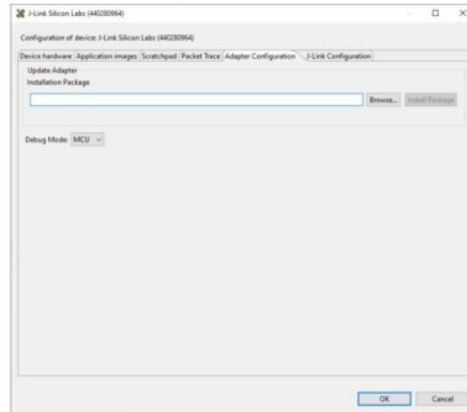 J-Link Silicon Labs (440280964)
Configuration of device: J-Link Silicon Labs (440280964)
Device hardware Application images Scratchpad Packet Trace Adapter Configuration J-Link Configuration
Update Adapter
Installation Package
Browse... Install Package
Debug Mode: MCU
OK Cancel